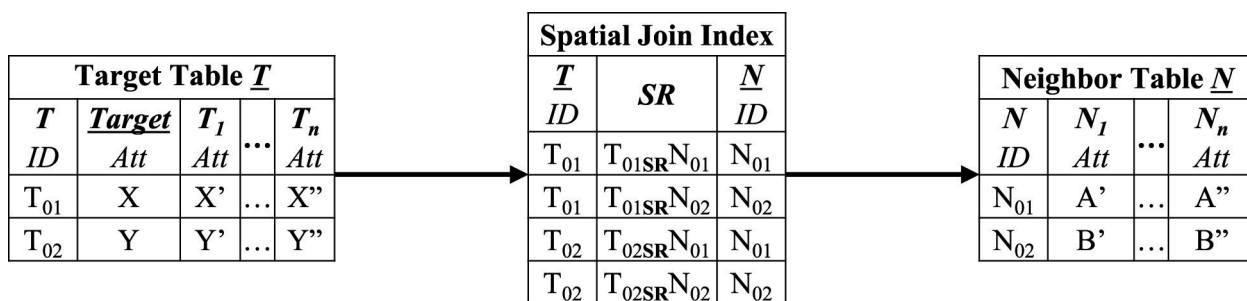 Target Table T
T Target T1 ... Tn
ID Att Att Att
T01 X X’ ... X”
T02 Y Y’ ... Y”
Spatial Join Index
T SR N
ID ID
T01 T01SRN01 N01
T01 T01SRN02 N02
T02 T02SRN01 N01
T02 T02SRN02 N02
Neighbor Table N
N N1 ... Nn
ID Att Att
N01 A’ ... A”
N02 B’ ... B”